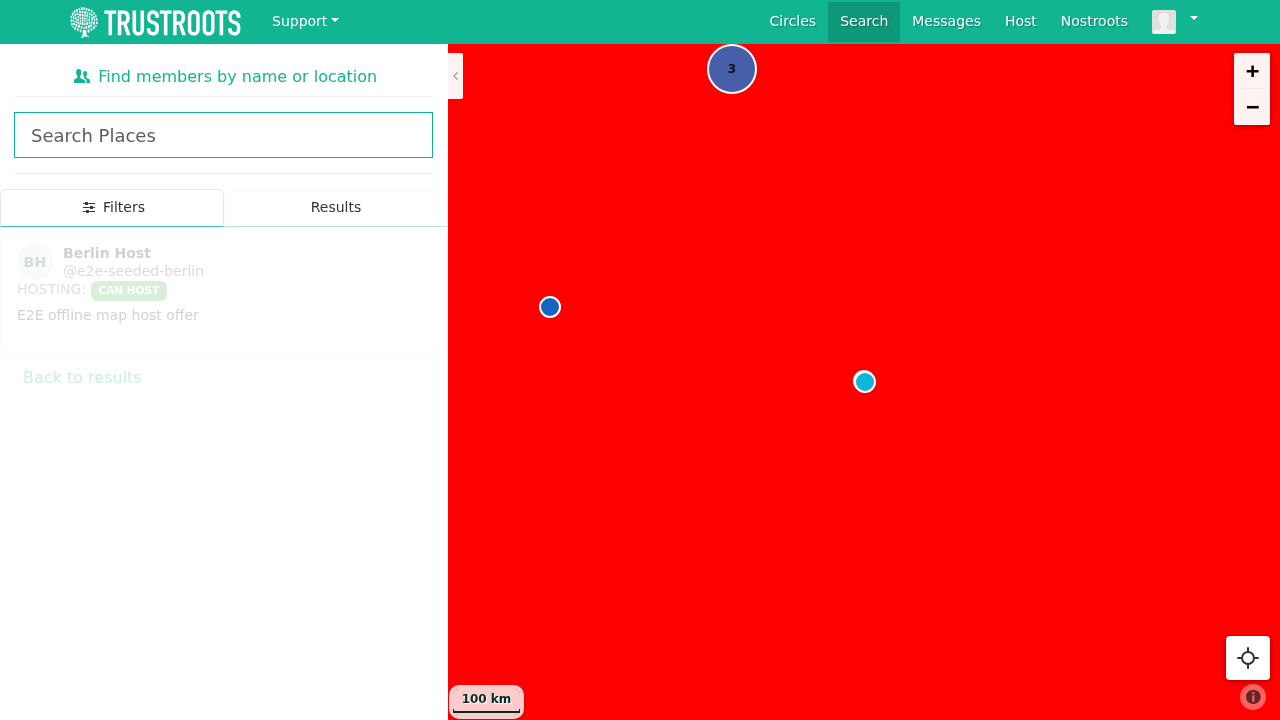 TRUSTROOTS
Support
Circles
Search
Messages
Host
Nostroots
Find members by name or location
Search Places
Filters
Results
BH
Berlin Host
@e2e-seeded-berlin
HOSTING: CAN HOST
E2E offline map host offer
Back to results
3
+
−
100 km